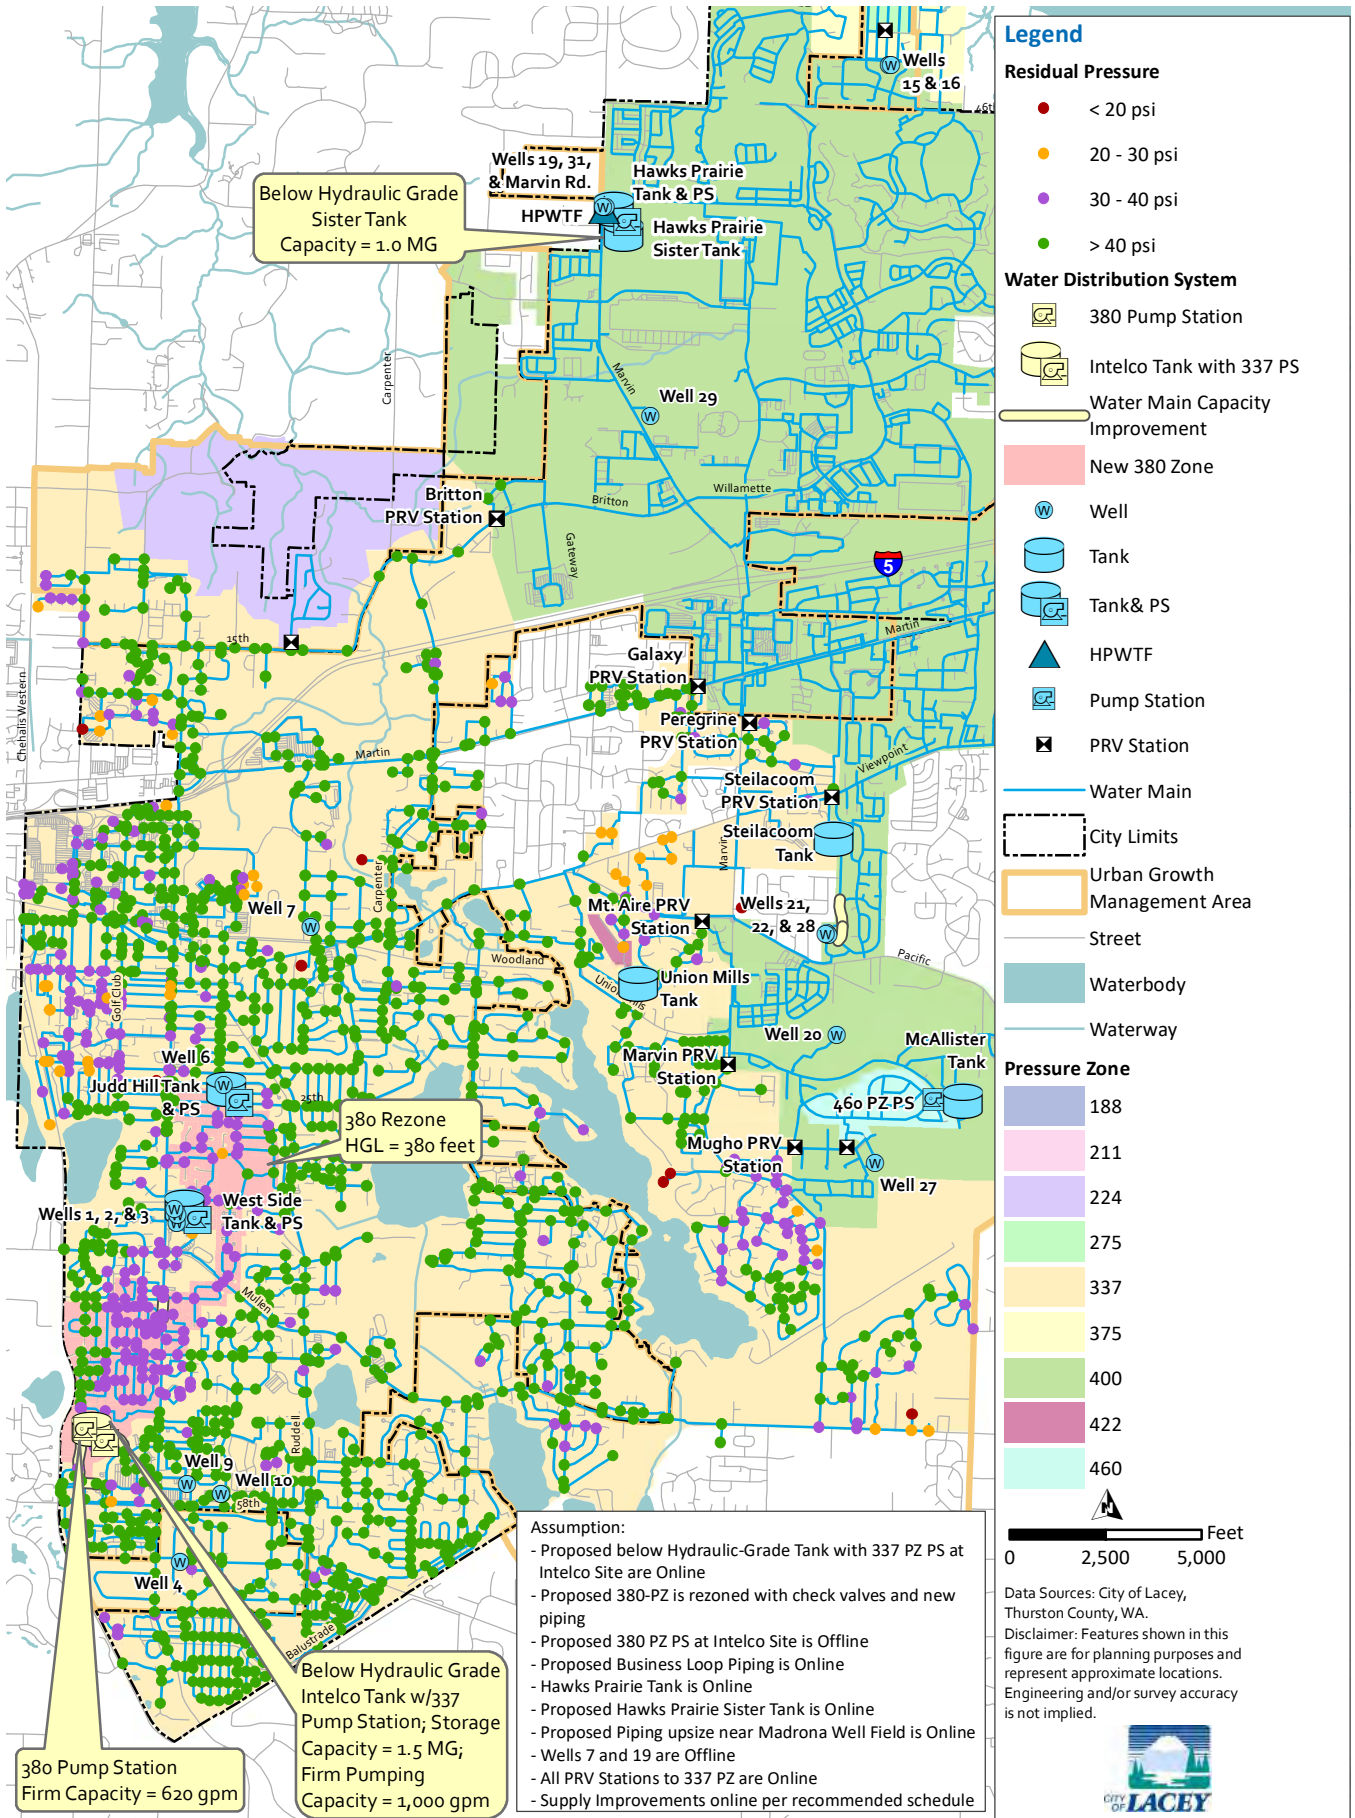 Wells
15 & 16
46th
Wells 19, 31,
& Marvin Rd.
Hawks Prairie
Tank & PS
HPWTF
Hawks Prairie
Sister Tank
Below Hydraulic Grade
Sister Tank
Capacity = 1.0 MG
Carpenter
Marvin
Well 29
Willamette
Britton
Britton
PRV Station
Gateway
5
15th
Martin
Galaxy
PRV Station
Peregrine
PRV Station
Viewpoint
Chehalis Western
Martin
Steilacoom
PRV Station
Steilacoom
Tank
Marvin
Carpenter
Well 7
Mt. Aire PRV
Station
Wells 21,
22, & 28
Pacific
Woodland
Union Mills
Union Mills
Tank
Golf Club
Well 20
McAllister
Tank
Well 6
Judd Hill Tank
& PS
25th
Marvin PRV
Station
460 PZ PS
380 Rezone
HGL = 380 feet
Mugho PRV
Station
Well 27
Wells 1, 2, & 3
West Side
Tank & PS
Mullen
Ruddell
Well 9
Well 10
58th
Well 4
Balustrade
380 Pump Station
Firm Capacity = 620 gpm
Below Hydraulic Grade
Intelco Tank w/337
Pump Station; Storage
Capacity = 1.5 MG;
Firm Pumping
Capacity = 1,000 gpm
Assumption:
- Proposed below Hydraulic-Grade Tank with 337 PZ PS at
Intelco Site are Online
- Proposed 380-PZ is rezoned with check valves and new
piping
- Proposed 380 PZ PS at Intelco Site is Offline
- Proposed Business Loop Piping is Online
- Hawks Prairie Tank is Online
- Proposed Hawks Prairie Sister Tank is Online
- Proposed Piping upsize near Madrona Well Field is Online
- Wells 7 and 19 are Offline
- All PRV Stations to 337 PZ are Online
- Supply Improvements online per recommended schedule
Legend
Residual Pressure
< 20 psi
20 - 30 psi
30 - 40 psi
> 40 psi
Water Distribution System
380 Pump Station
Intelco Tank with 337 PS
Water Main Capacity
Improvement
New 380 Zone
W Well
Tank
Tank& PS
HPWTF
Pump Station
PRV Station
Water Main
City Limits
Urban Growth
Management Area
Street
Waterbody
Waterway
Pressure Zone
188
211
224
275
337
375
400
422
460
N
Feet
0 2,500 5,000
Data Sources: City of Lacey,
Thurston County, WA.
Disclaimer: Features shown in this
figure are for planning purposes and
represent approximate locations.
Engineering and/or survey accuracy
is not implied.
CITY OF LACEY